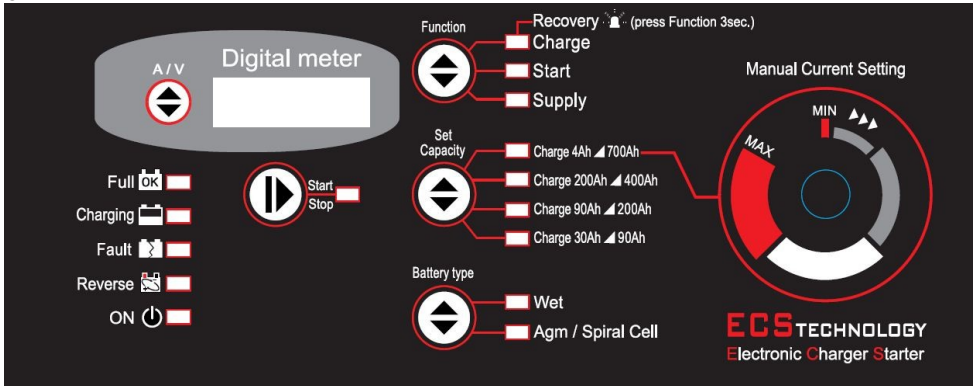 A / V
Digital meter
Full OK
Charging
Fault
Reverse
ON
Start
Stop
Function
Recovery (press Function 3sec.)
Charge
Start
Supply
Set
Capacity
Charge 4Ah 700Ah
Charge 200Ah 400Ah
Charge 90Ah 200Ah
Charge 30Ah 90Ah
Battery type
Wet
Agm / Spiral Cell
Manual Current Setting
MIN
MAX
ECS TECHNOLOGY
Electronic Charger Starter